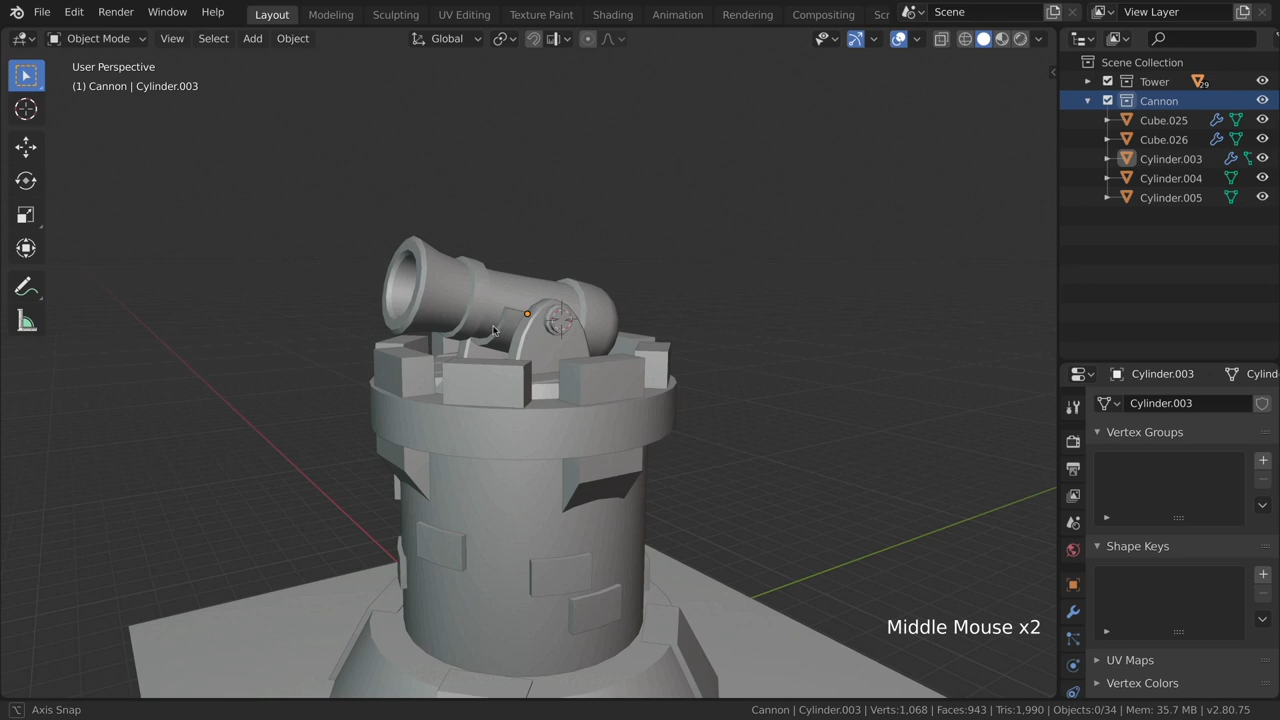 File Edit Render Window Help
Layout Modeling Sculpting UV Editing Texture Paint Shading Animation Rendering Compositing Scr
Scene
View Layer
Object Mode View Select Add Object
Global
User Perspective
(1) Cannon | Cylinder.003
Scene Collection
Tower 29
Cannon
Cube.025
Cube.026
Cylinder.003
Cylinder.004
Cylinder.005
Cylinder.003 Cylind
Cylinder.003
Vertex Groups
Shape Keys
UV Maps
Vertex Colors
Middle Mouse x2
Axis Snap
Cannon | Cylinder.003 | Verts:1,068 | Faces:943 | Tris:1,990 | Objects:0/34 | Mem: 35.7 MB | v2.80.75